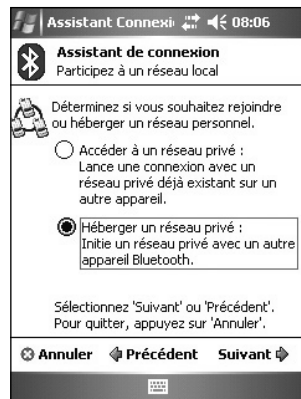 Assistant Connexi 08:06
Assistant de connexion
Participez à un réseau local
Déterminez si vous souhaitez rejoindre
ou héberger un réseau personnel.
Accéder à un réseau privé :
Lance une connexion avec un
réseau privé déjà existant sur un
autre appareil.
Héberger un réseau privé :
Initie un réseau privé avec un autre
appareil Bluetooth.
Sélectionnez 'Suivant' ou 'Précédent'.
Pour quitter, appuyez sur 'Annuler'.
Annuler Précédent Suivant